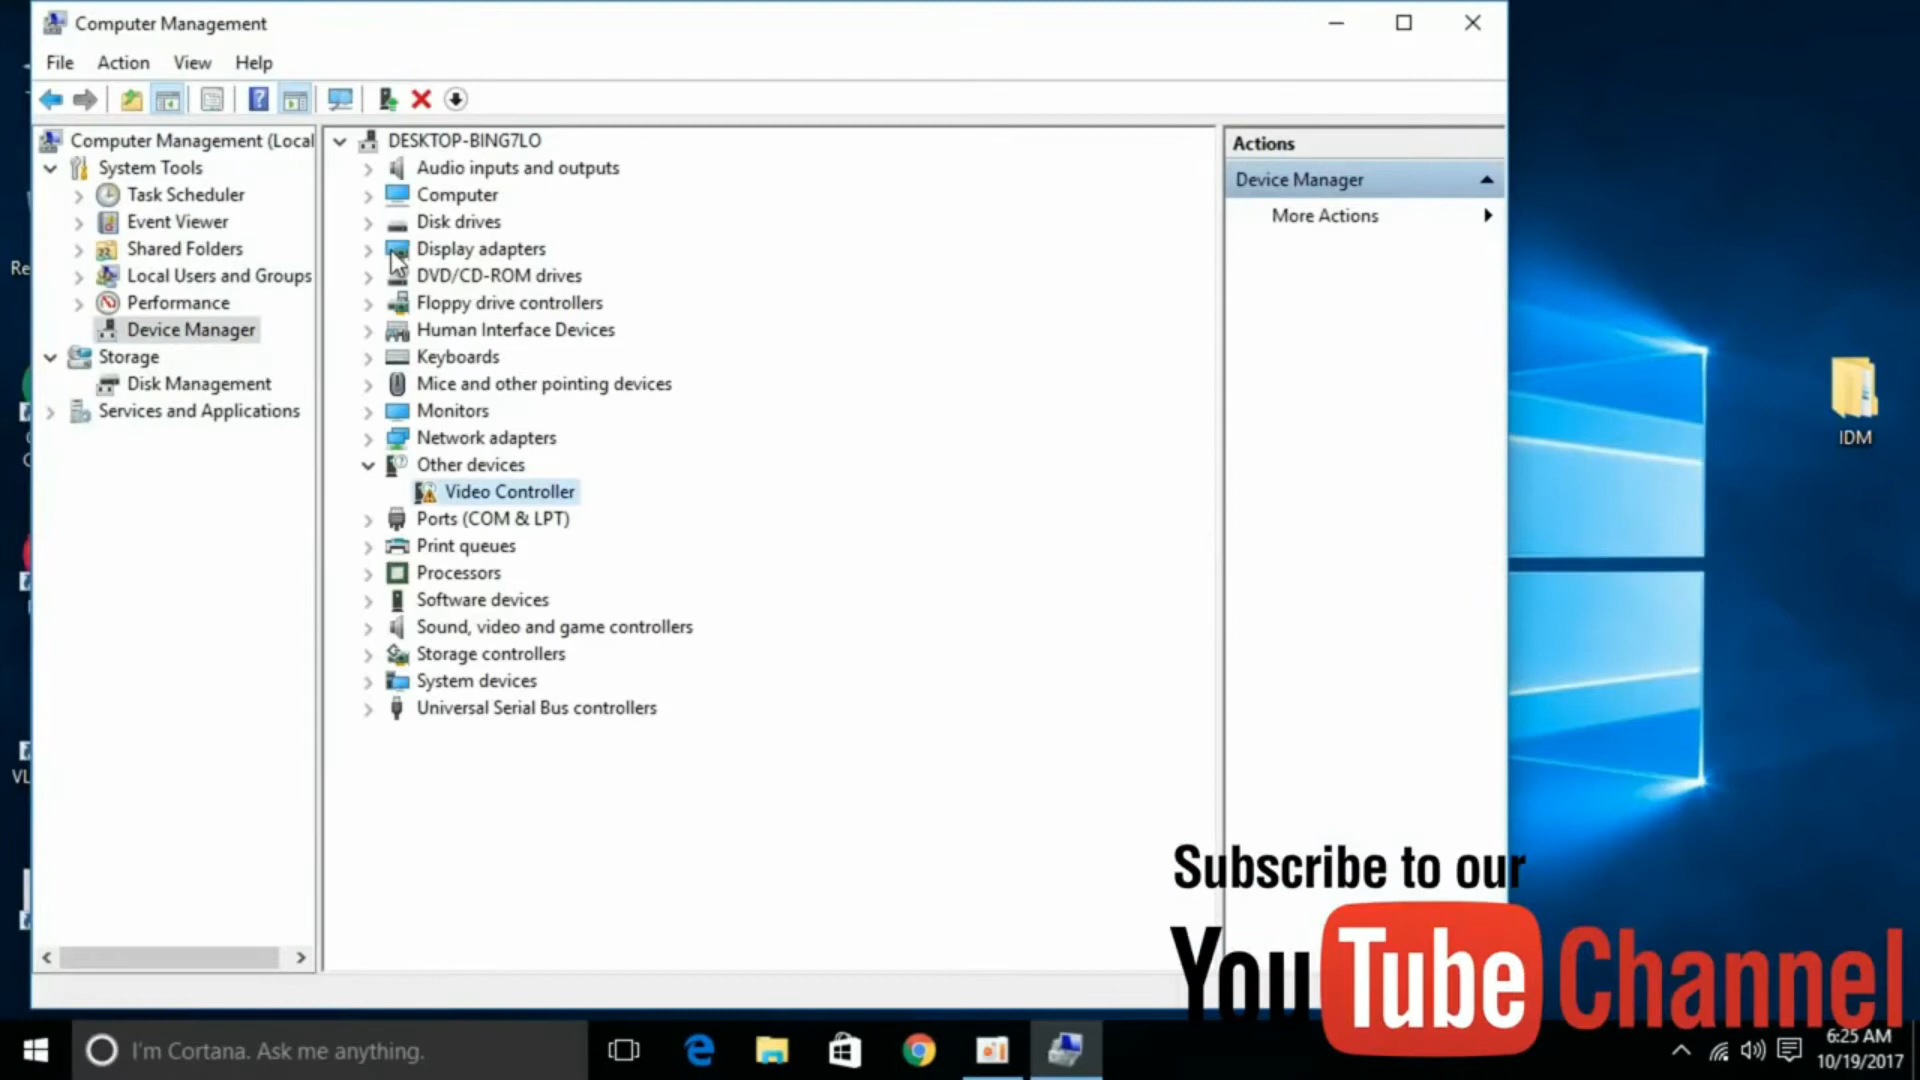 Computer Management
File Action View Help
Computer Management (Local
System Tools
Task Scheduler
Event Viewer
Shared Folders
Local Users and Groups
Performance
Device Manager
Storage
Disk Management
Services and Applications
DESKTOP-BING7LO
Audio inputs and outputs
Computer
Disk drives
Display adapters
DVD/CD-ROM drives
Floppy drive controllers
Human Interface Devices
Keyboards
Mice and other pointing devices
Monitors
Network adapters
Other devices
Video Controller
Ports (COM & LPT)
Print queues
Processors
Software devices
Sound, video and game controllers
Storage controllers
System devices
Universal Serial Bus controllers
Actions
Device Manager
More Actions
Re
VL
IDM
Subscribe to our
YouTube Channel
I'm Cortana. Ask me anything.
6:25 AM
10/19/2017